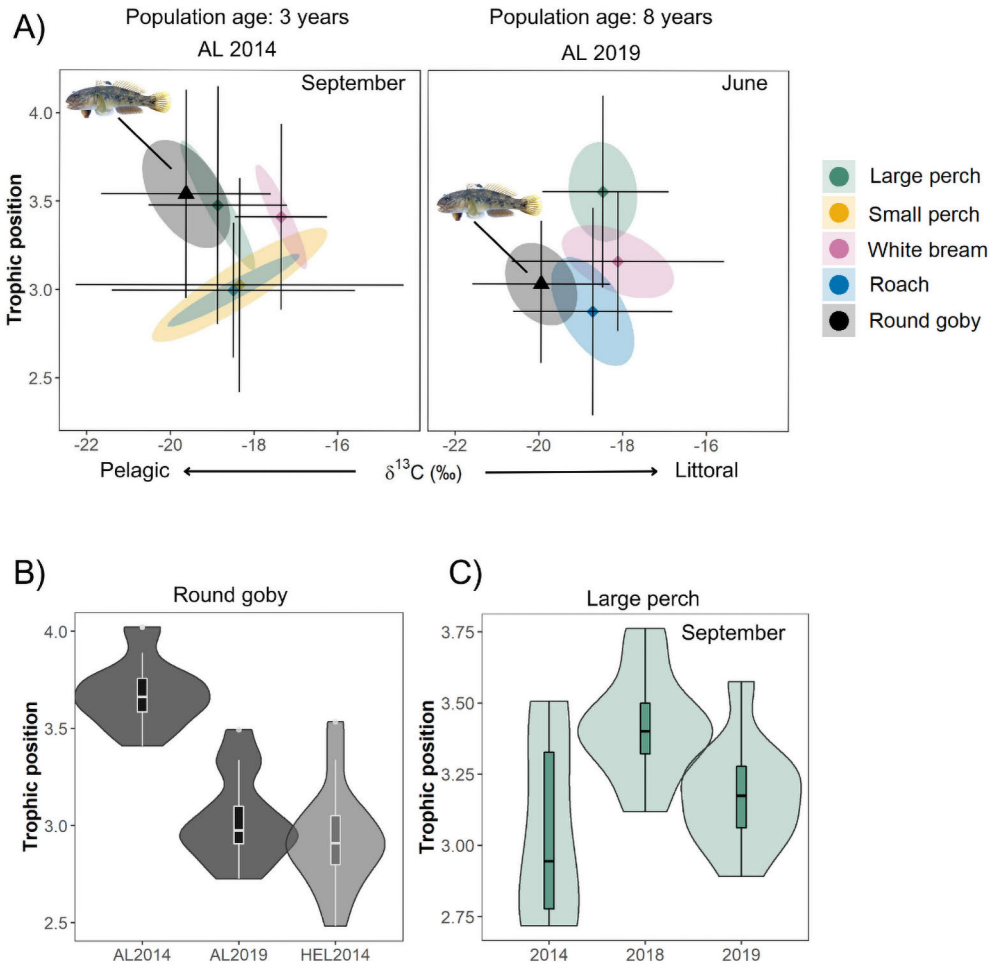 A)
Population age: 3 years
Population age: 8 years
AL 2014
AL 2019
September
June
Trophic position
4.0
3.5
3.0
2.5
-22
-20
-18
-16
-22
-20
-18
-16
Pelagic
δ13C (‰)
Littoral
Large perch
Small perch
White bream
Roach
Round goby
B)
Round goby
Trophic position
4.0
3.5
3.0
2.5
AL2014
AL2019
HEL2014
C)
Large perch
September
Trophic position
3.75
3.50
3.25
3.00
2.75
2014
2018
2019